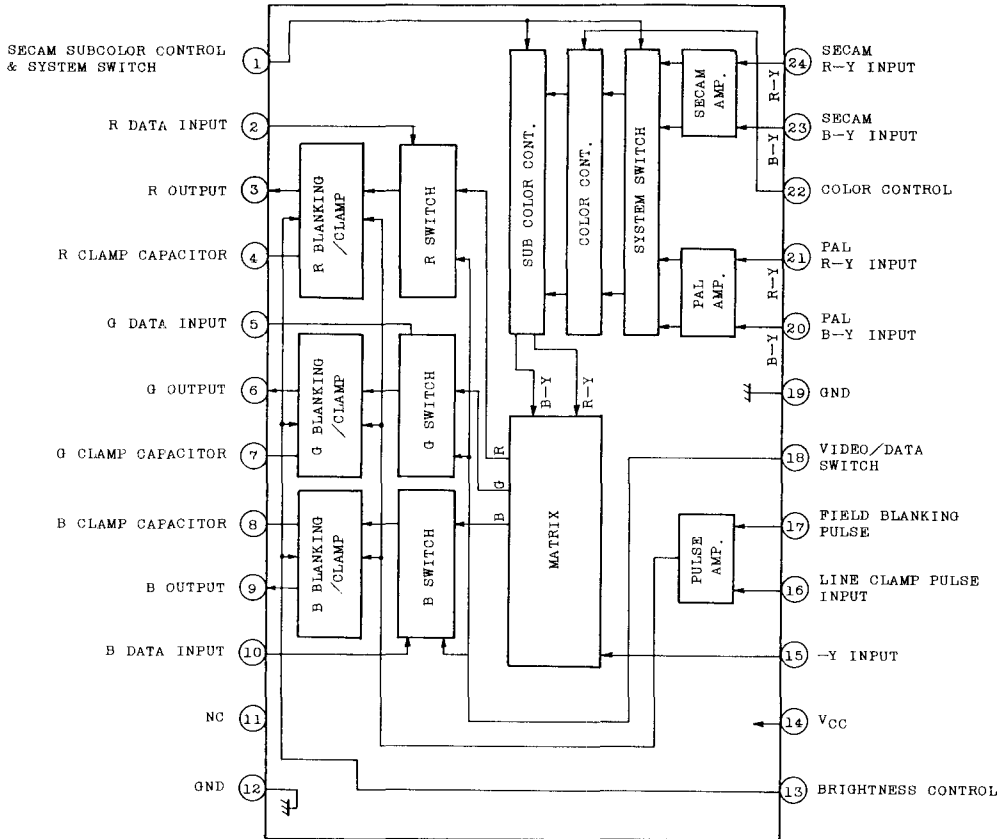 SECAM SUBCOLOR CONTROL
& SYSTEM SWITCH
1
R DATA INPUT
2
R OUTPUT
3
R CLAMP CAPACITOR
4
G DATA INPUT
5
G OUTPUT
6
G CLAMP CAPACITOR
7
B CLAMP CAPACITOR
8
B OUTPUT
9
B DATA INPUT
10
NC
11
GND
12
R BLANKING
/CLAMP
R SWITCH
G BLANKING
/CLAMP
G SWITCH
B BLANKING
/CLAMP
B SWITCH
SUB COLOR CONT.
COLOR CONT.
SYSTEM SWITCH
SECAM
AMP.
PAL
AMP.
B-Y
R-Y
R
G
B
MATRIX
PULSE
AMP.
R-Y
B-Y
R-Y
B-Y
24
SECAM
R-Y INPUT
23
SECAM
B-Y INPUT
22
COLOR CONTROL
21
PAL
R-Y INPUT
20
PAL
B-Y INPUT
19
GND
18
VIDEO/DATA
SWITCH
17
FIELD BLANKING
PULSE
16
LINE CLAMP PULSE
INPUT
15
-Y INPUT
14
VCC
13
BRIGHTNESS CONTROL